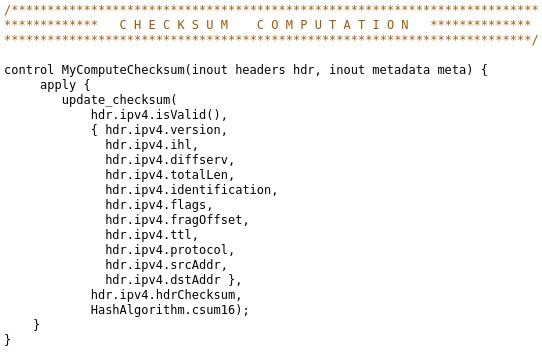 /*************************************************************************
*************   C H E C K S U M    C O M P U T A T I O N   **************
*************************************************************************/

control MyComputeChecksum(inout headers hdr, inout metadata meta) {
     apply {
        update_checksum(
            hdr.ipv4.isValid(),
            { hdr.ipv4.version,
              hdr.ipv4.ihl,
              hdr.ipv4.diffserv,
              hdr.ipv4.totalLen,
              hdr.ipv4.identification,
              hdr.ipv4.flags,
              hdr.ipv4.fragOffset,
              hdr.ipv4.ttl,
              hdr.ipv4.protocol,
              hdr.ipv4.srcAddr,
              hdr.ipv4.dstAddr },
            hdr.ipv4.hdrChecksum,
            HashAlgorithm.csum16);
    }
}